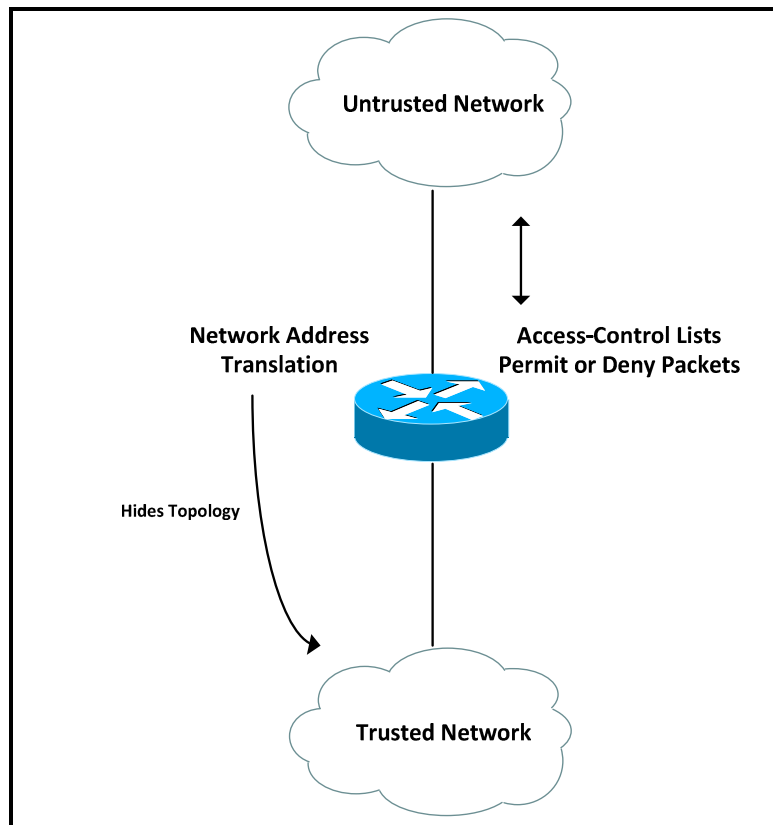 Untrusted Network
Network Address
Translation
Access-Control Lists
Permit or Deny Packets
Hides Topology
Trusted Network